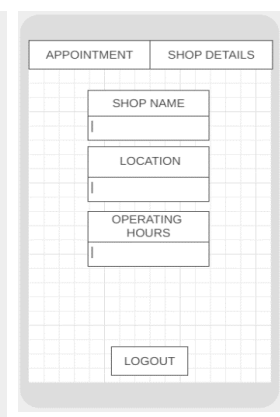 APPOINTMENT SHOP DETAILS
SHOP NAME
LOCATION
OPERATING
HOURS
LOGOUT